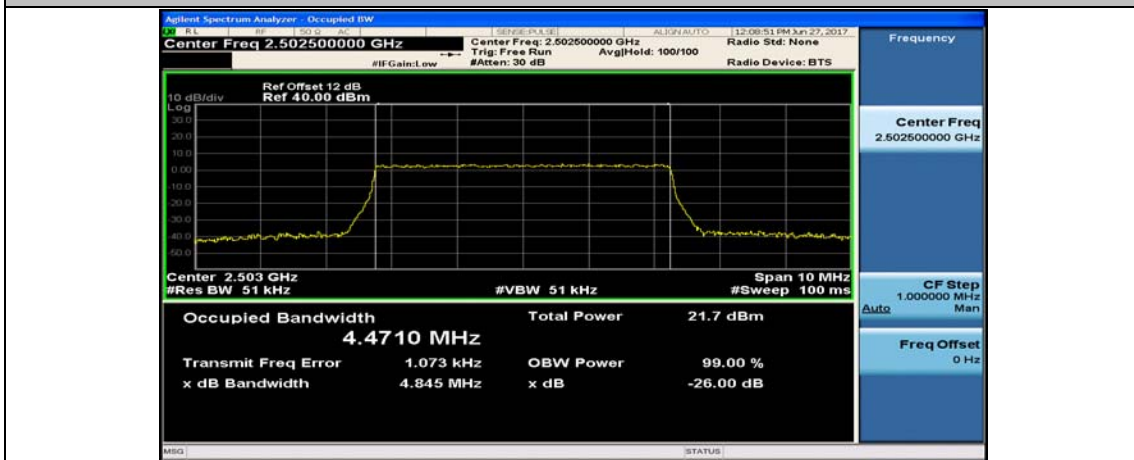 Agilent Spectrum Analyzer - Occupied BW
RL RF 50 Ω AC SENSE:PULSE ALIGN AUTO 12:08:51 PM Jun 27, 2017
Center Freq 2.502500000 GHz
Center Freq: 2.502500000 GHz
Radio Std: None
Trig: Free Run Avg|Hold: 100/100
#IFGain:Low #Atten: 30 dB Radio Device: BTS
Ref Offset 12 dB
10 dB/div Ref 40.00 dBm
Log
30.0
20.0
10.0
0.00
-10.0
-20.0
-30.0
-40.0
-50.0
Center 2.503 GHz Span 10 MHz
#Res BW 51 kHz #VBW 51 kHz #Sweep 100 ms
Occupied Bandwidth Total Power 21.7 dBm
4.4710 MHz
Transmit Freq Error 1.073 kHz OBW Power 99.00 %
x dB Bandwidth 4.845 MHz x dB -26.00 dB
MSG STATUS
Frequency
Center Freq
2.502500000 GHz
CF Step
1.000000 MHz
Auto Man
Freq Offset
0 Hz